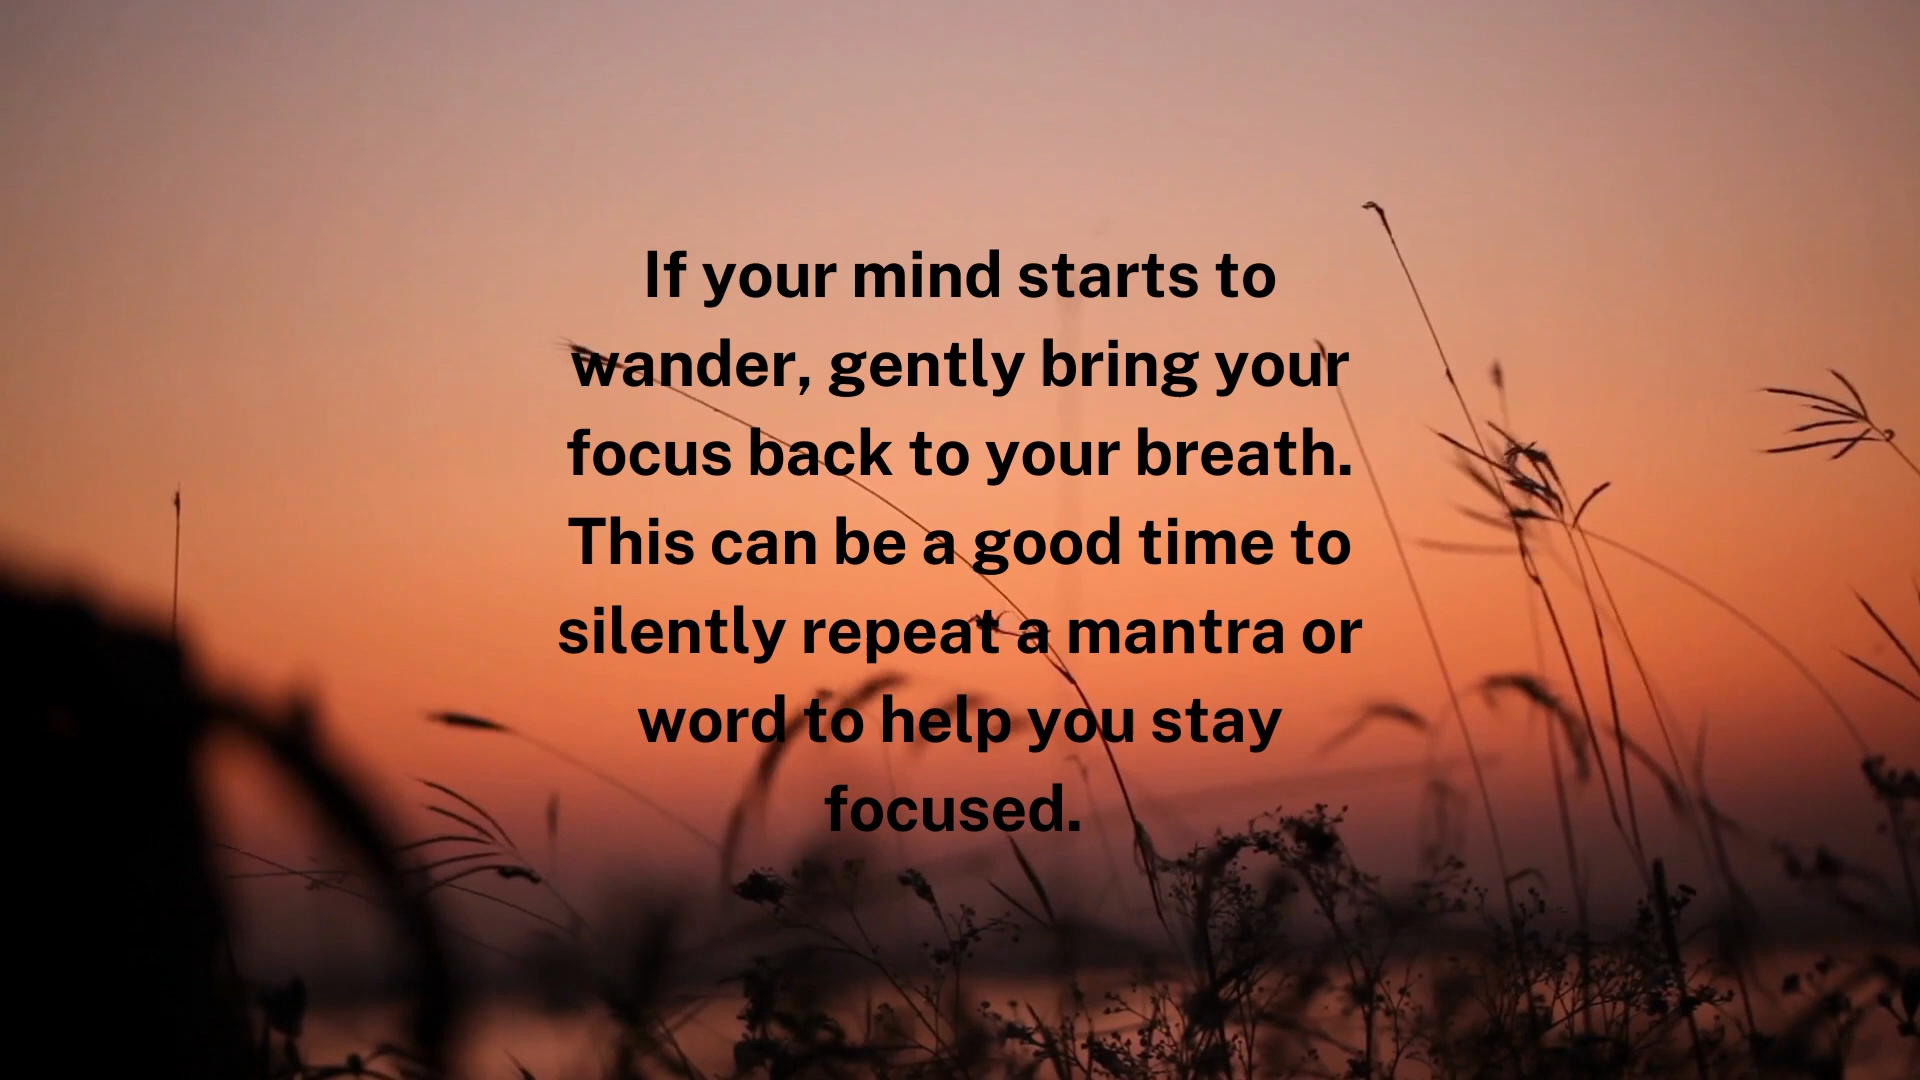 If your mind starts to
wander, gently bring your
focus back to your breath.
This can be a good time to
silently repeat a mantra or
word to help you stay
focused.